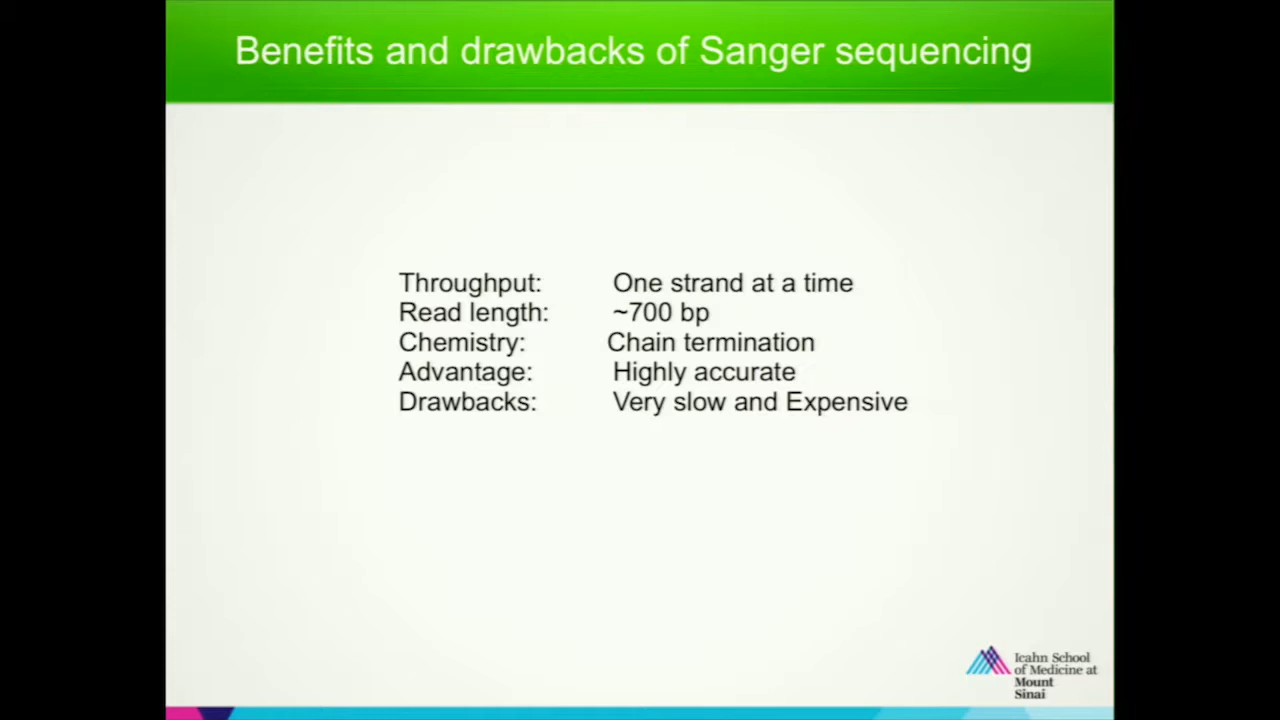 Benefits and drawbacks of Sanger sequencing
Throughput: One strand at a time
Read length: ~700 bp
Chemistry: Chain termination
Advantage: Highly accurate
Drawbacks: Very slow and Expensive
Icahn School
of Medicine at
Mount
Sinai